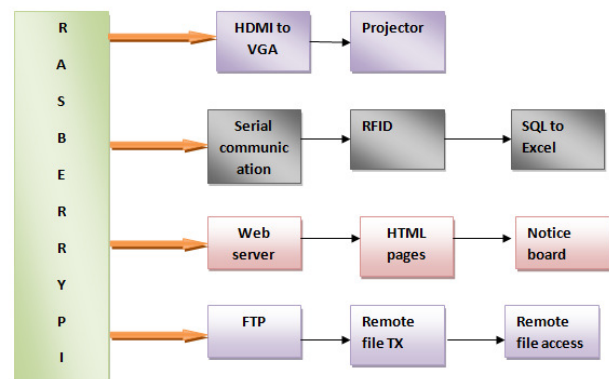 R
A
S
B
E
R
R
Y
P
I
HDMI to
VGA
Projector
Serial
communic
ation
RFID
SQL to
Excel
Web
server
HTML
pages
Notice
board
FTP
Remote
file TX
Remote
file access